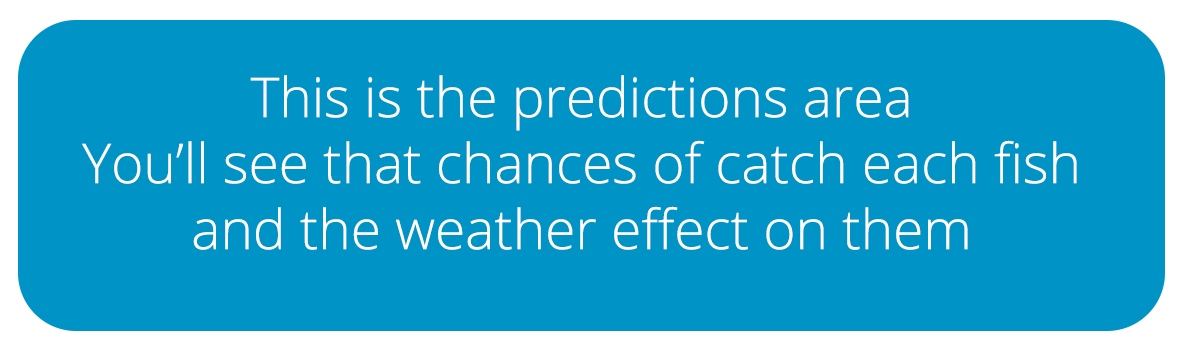 This is the predictions area
You’ll see that chances of catch each fish
and the weather effect on them